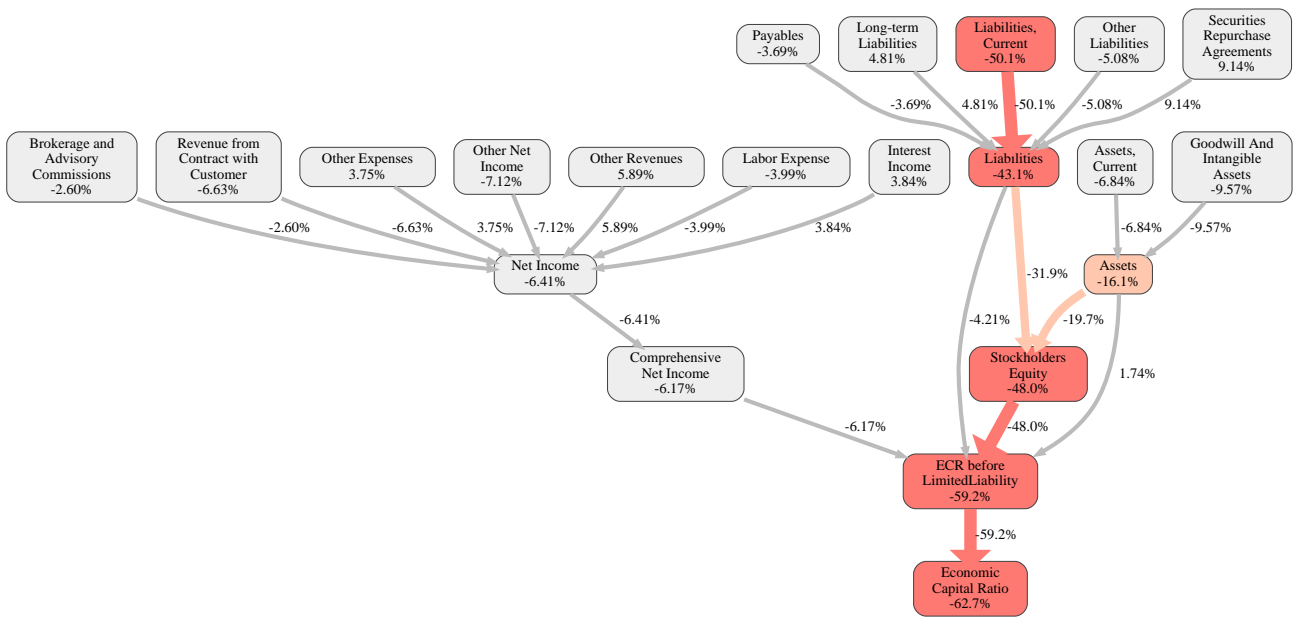 Payables
-3.69%
Long-term
Liabilities
4.81%
Liabilities,
Current
-50.1%
Other
Liabilities
-5.08%
Securities
Repurchase
Agreements
9.14%
-3.69%
4.81%
-50.1%
-5.08%
9.14%
Brokerage and
Advisory
Commissions
-2.60%
Revenue from
Contract with
Customer
-6.63%
Other Expenses
3.75%
Other Net
Income
-7.12%
Other Revenues
5.89%
Labor Expense
-3.99%
Interest
Income
3.84%
Liabilities
-43.1%
Assets,
Current
-6.84%
Goodwill And
Intangible
Assets
-9.57%
-2.60%
-6.63%
3.75%
-7.12%
5.89%
-3.99%
3.84%
-6.84%
-9.57%
Net Income
-6.41%
-31.9%
Assets
-16.1%
-6.41%
-4.21%
-19.7%
Comprehensive
Net Income
-6.17%
Stockholders
Equity
-48.0%
1.74%
-6.17%
-48.0%
ECR before
LimitedLiability
-59.2%
-59.2%
Economic
Capital Ratio
-62.7%